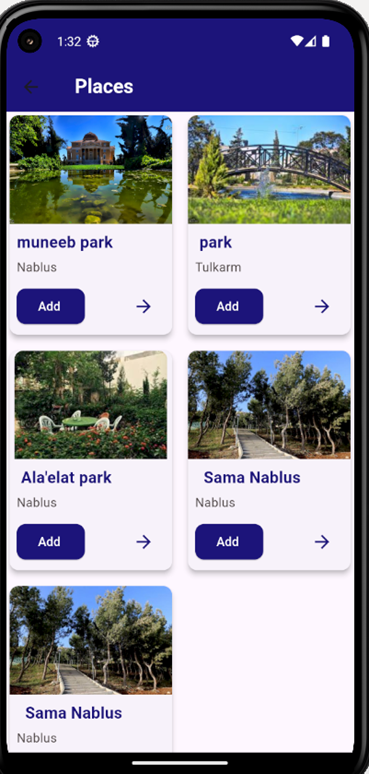 1:32
Places
muneeb park
park
Nablus
Tulkarm
Add
Add
Ala'elat park
Sama Nablus
Nablus
Nablus
Add
Add
Sama Nablus
Nablus